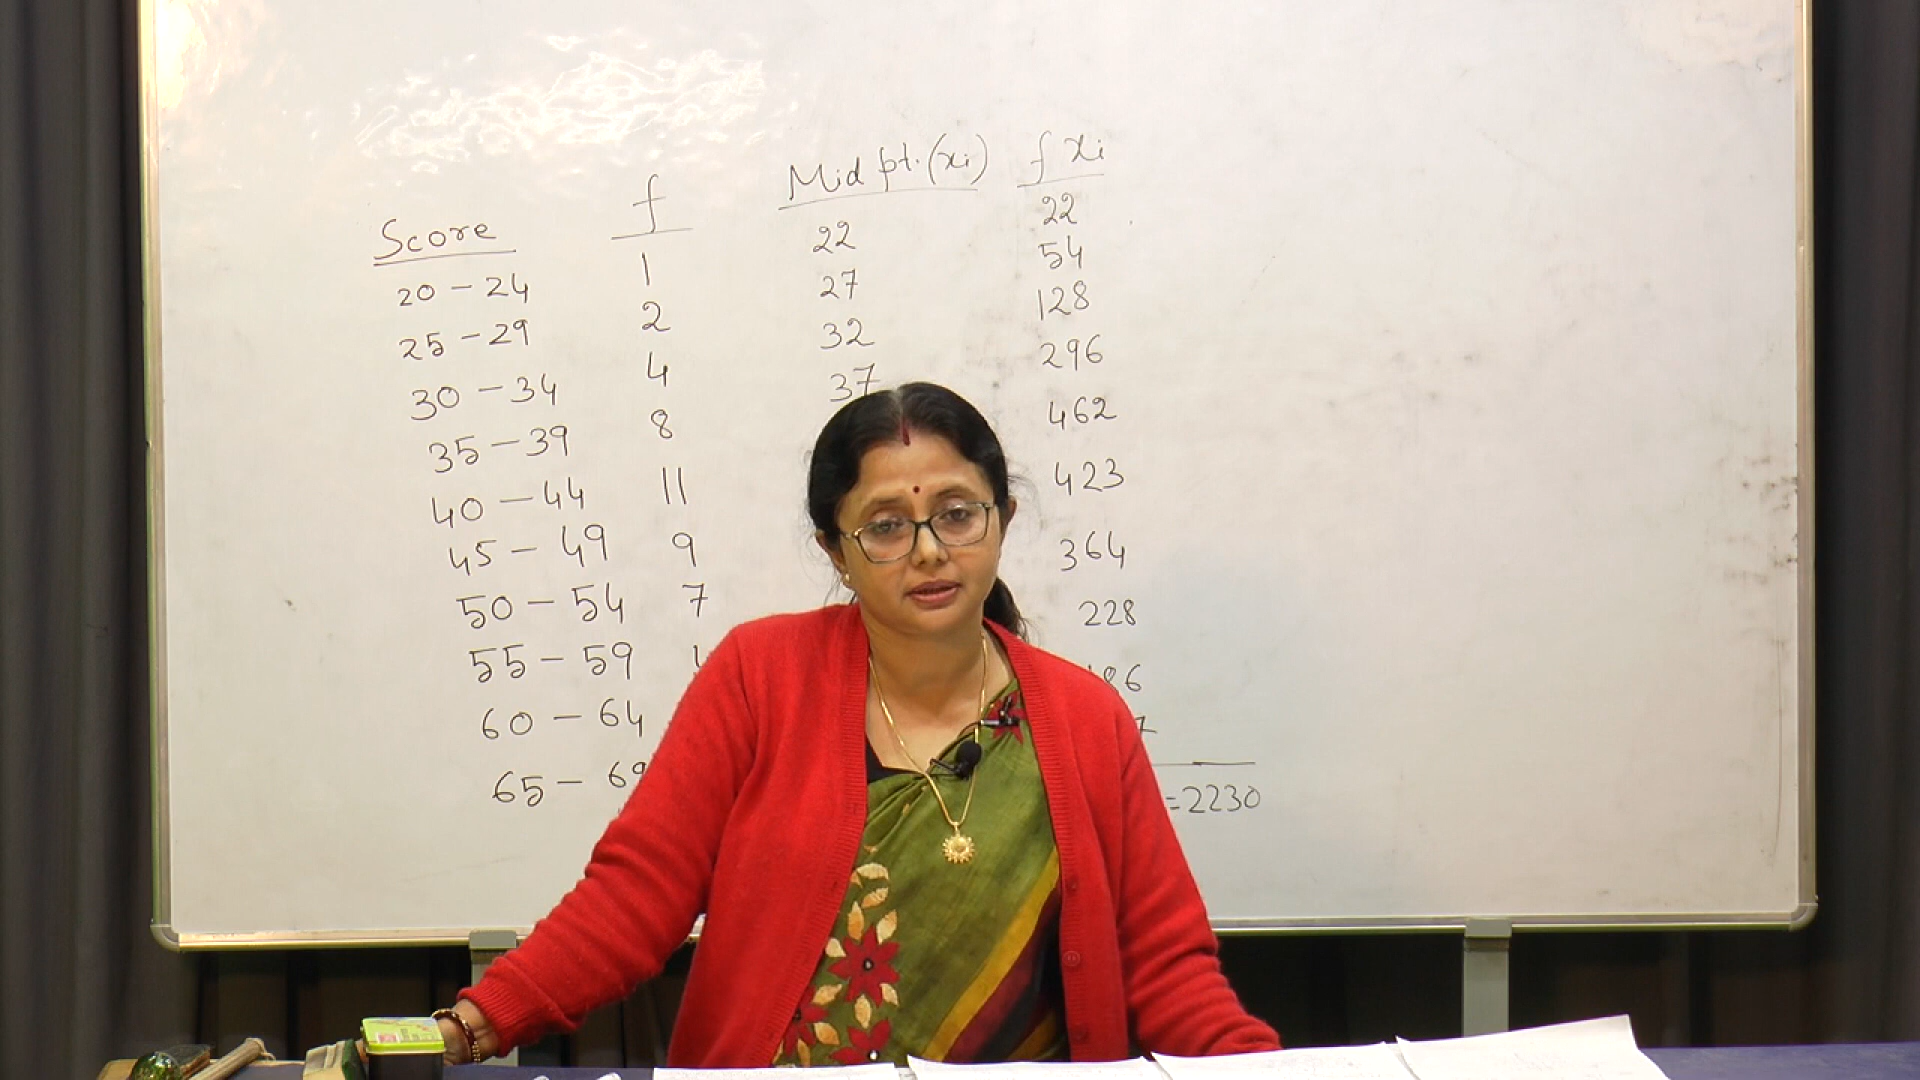 Score f Mid pt. (xi) f xi
20 – 24 1 22 22
25 – 29 2 27 54
30 – 34 4 32 128
35 – 39 8 37 296
40 – 44 11 462
45 – 49 9 423
50 – 54 7 364
55 – 59 228
60 – 64
65 – 69
=2230